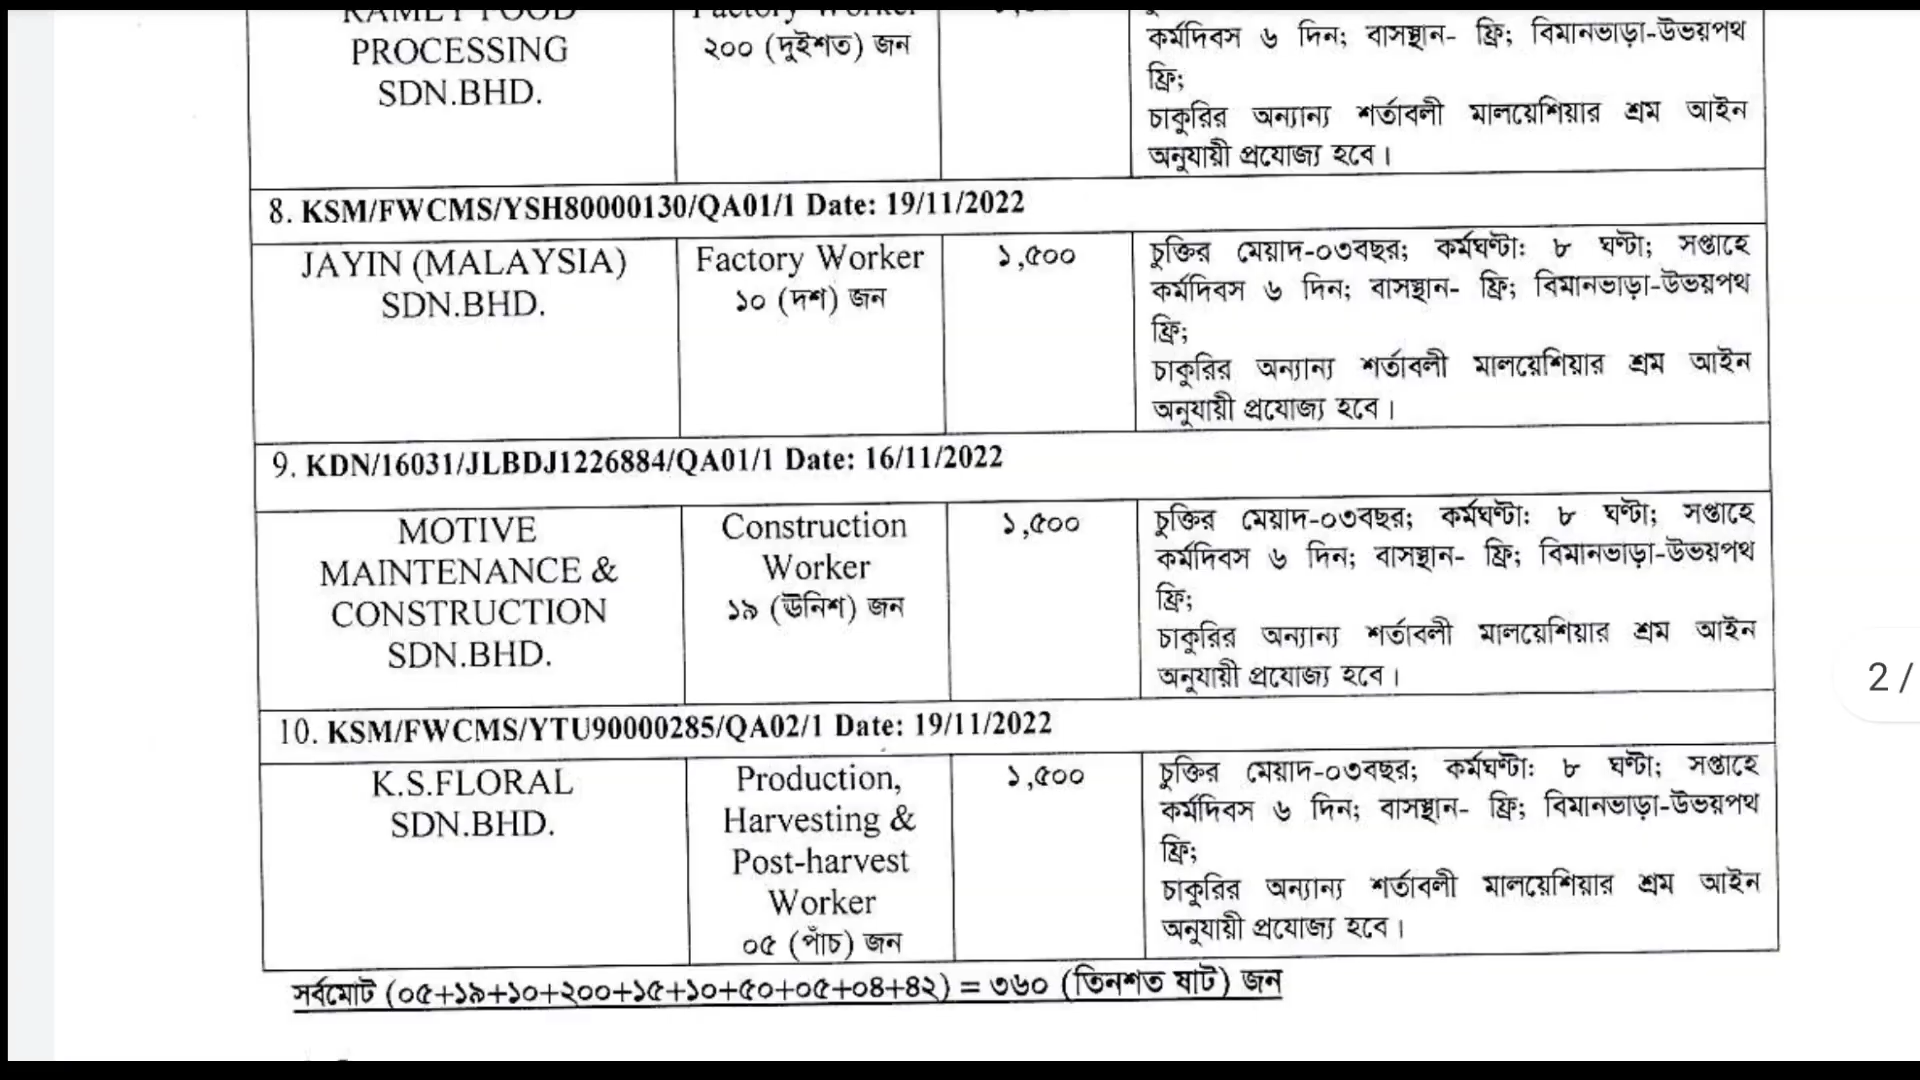 RAMLY FOOD
PROCESSING
SDN.BHD.
Factory Worker
২০০ (দুইশত) জন
কর্মদিবস ৬ দিন; বাসস্থান- ফ্রি; বিমানভাড়া-উভয়পথ
ফ্রি;
চাকুরির অন্যান্য শর্তাবলী মালয়েশিয়ার শ্রম আইন
অনুযায়ী প্রযোজ্য হবে।
8. KSM/FWCMS/YSH80000130/QA01/1 Date: 19/11/2022
JAYIN (MALAYSIA)
SDN.BHD.
Factory Worker
১০ (দশ) জন
১,৫০০
চুক্তির মেয়াদ-০৩বছর; কর্মঘণ্টা: ৮ ঘণ্টা; সপ্তাহে
কর্মদিবস ৬ দিন; বাসস্থান- ফ্রি; বিমানভাড়া-উভয়পথ
ফ্রি;
চাকুরির অন্যান্য শর্তাবলী মালয়েশিয়ার শ্রম আইন
অনুযায়ী প্রযোজ্য হবে।
9. KDN/16031/JLBDJ1226884/QA01/1 Date: 16/11/2022
MOTIVE
MAINTENANCE &
CONSTRUCTION
SDN.BHD.
Construction
Worker
১৯ (ঊনিশ) জন
১,৫০০
চুক্তির মেয়াদ-০৩বছর; কর্মঘণ্টা: ৮ ঘণ্টা; সপ্তাহে
কর্মদিবস ৬ দিন; বাসস্থান- ফ্রি; বিমানভাড়া-উভয়পথ
ফ্রি;
চাকুরির অন্যান্য শর্তাবলী মালয়েশিয়ার শ্রম আইন
অনুযায়ী প্রযোজ্য হবে।
10. KSM/FWCMS/YTU90000285/QA02/1 Date: 19/11/2022
K.S.FLORAL
SDN.BHD.
Production,
Harvesting &
Post-harvest
Worker
০৫ (পাঁচ) জন
১,৫০০
চুক্তির মেয়াদ-০৩বছর; কর্মঘণ্টা: ৮ ঘণ্টা; সপ্তাহে
কর্মদিবস ৬ দিন; বাসস্থান- ফ্রি; বিমানভাড়া-উভয়পথ
ফ্রি;
চাকুরির অন্যান্য শর্তাবলী মালয়েশিয়ার শ্রম আইন
অনুযায়ী প্রযোজ্য হবে।
সর্বমোট (০৫+১৯+১০+২০০+১৫+১০+৫০+০৫+০৪+৪২) = ৩৬০ (তিনশত ষাট) জন
2 /